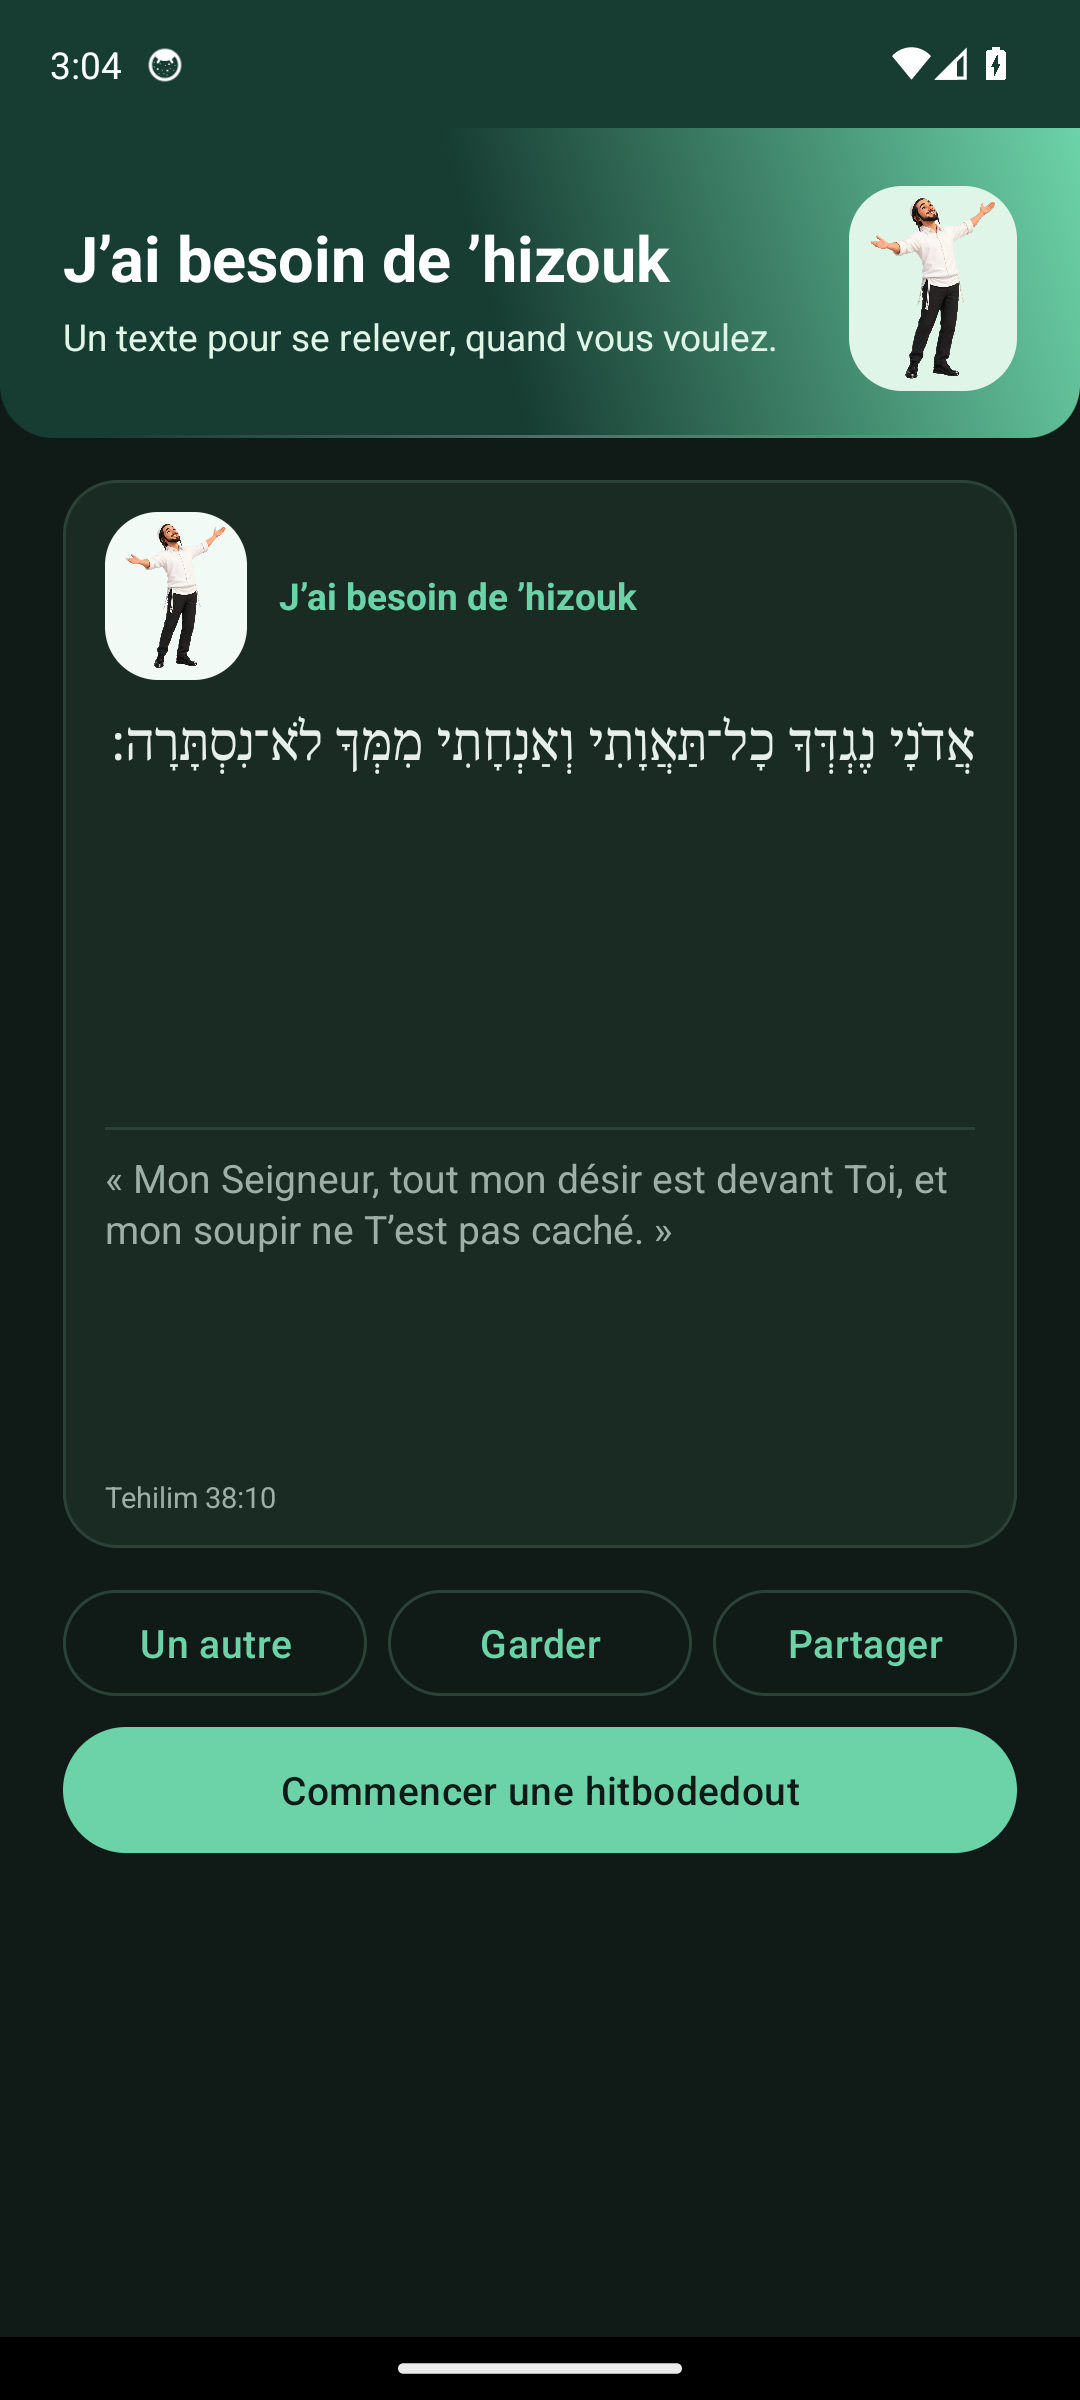 3:04
J’ai besoin de ’hizouk
Un texte pour se relever, quand vous voulez.
J’ai besoin de ’hizouk
אֲדֹנָי נֶגְדְּךָ כָל־תַּאֲוָתִי וְאַנְחָתִי מִמְּךָ לֹא־נִסְתָּרָה׃
« Mon Seigneur, tout mon désir est devant Toi, et
mon soupir ne T’est pas caché. »
Tehilim 38:10
Un autre
Garder
Partager
Commencer une hitbodedout